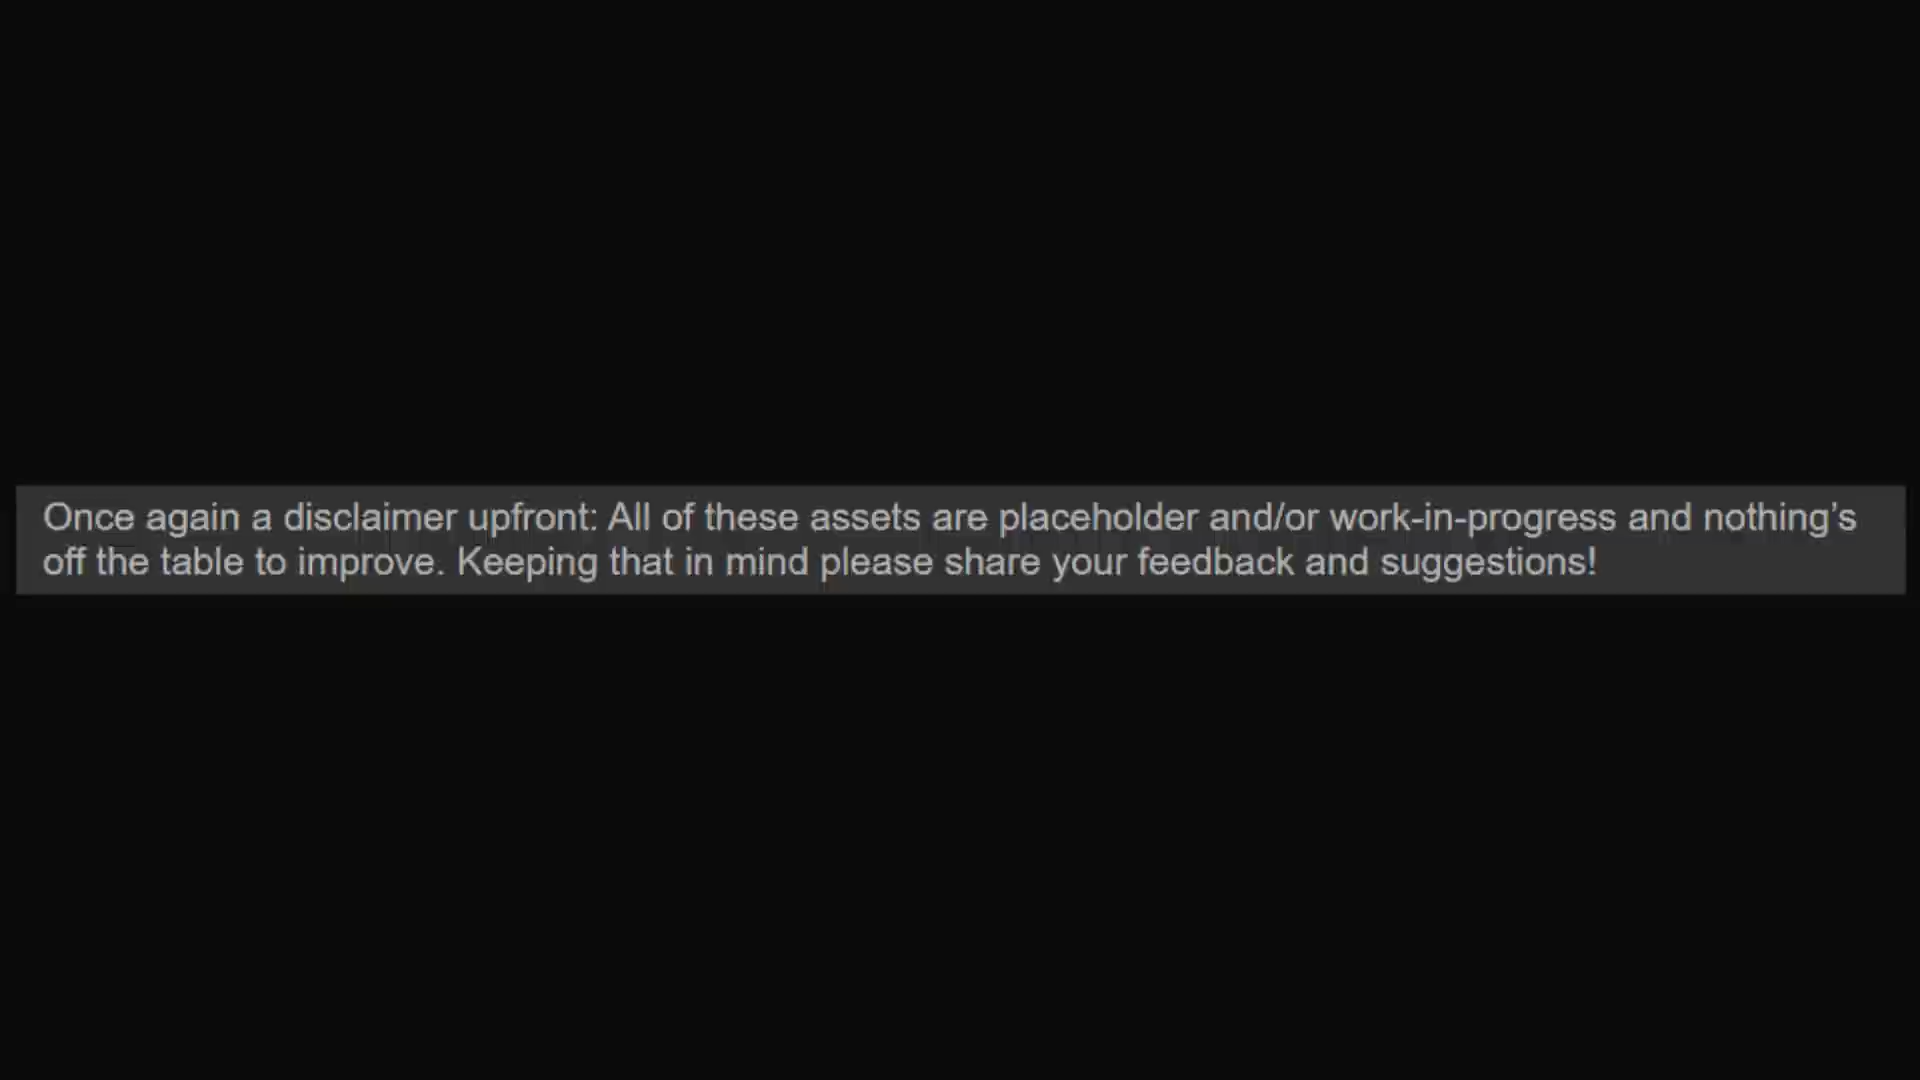 Once again a disclaimer upfront: All of these assets are placeholder and/or work-in-progress and nothing’s
off the table to improve. Keeping that in mind please share your feedback and suggestions!